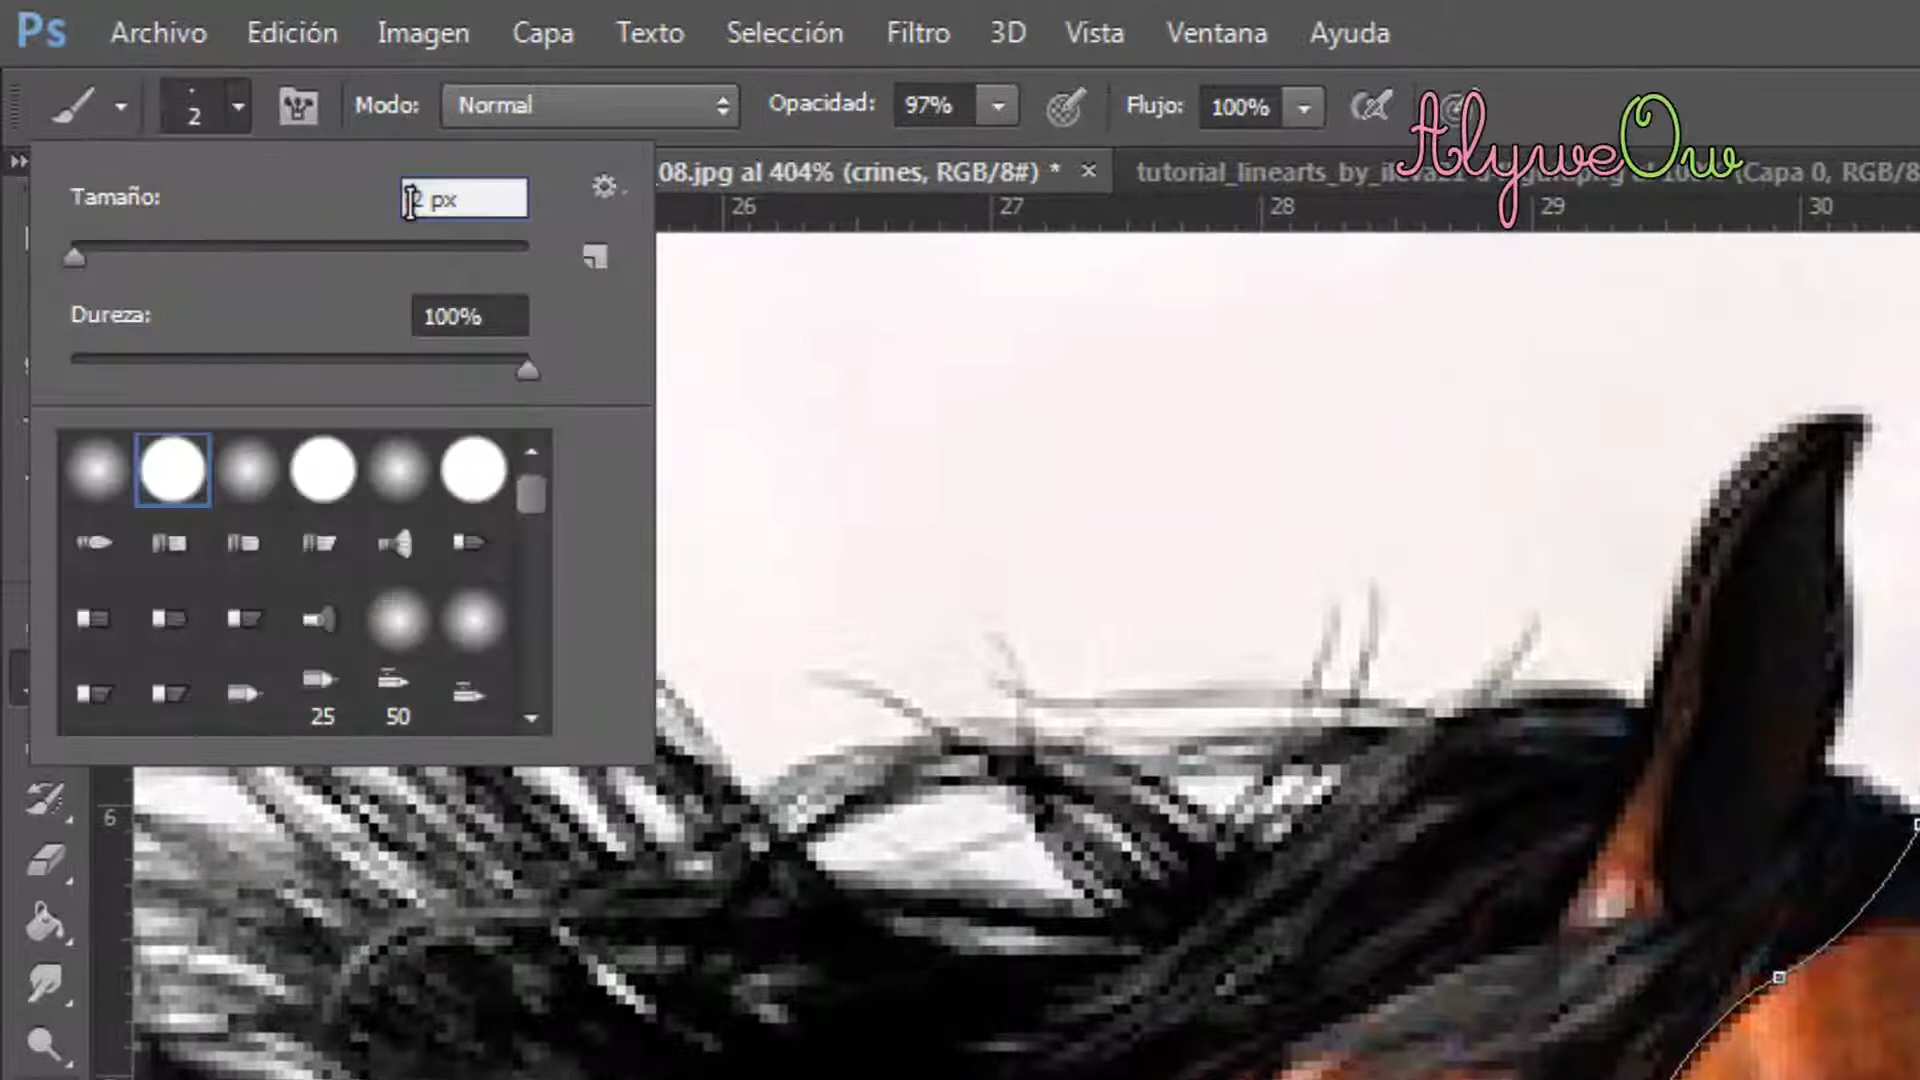 Ps Archivo Edición Imagen Capa Texto Selección Filtro 3D Vista Ventana Ayuda
2 Modo: Normal Opacidad: 97% Flujo: 100%
AlyweOw
08.jpg al 404% (crines, RGB/8#) * ×
(Capa 0, RGB/8
Tamaño: 2 px
26 27 28 29 30
Dureza: 100%
25 50
6